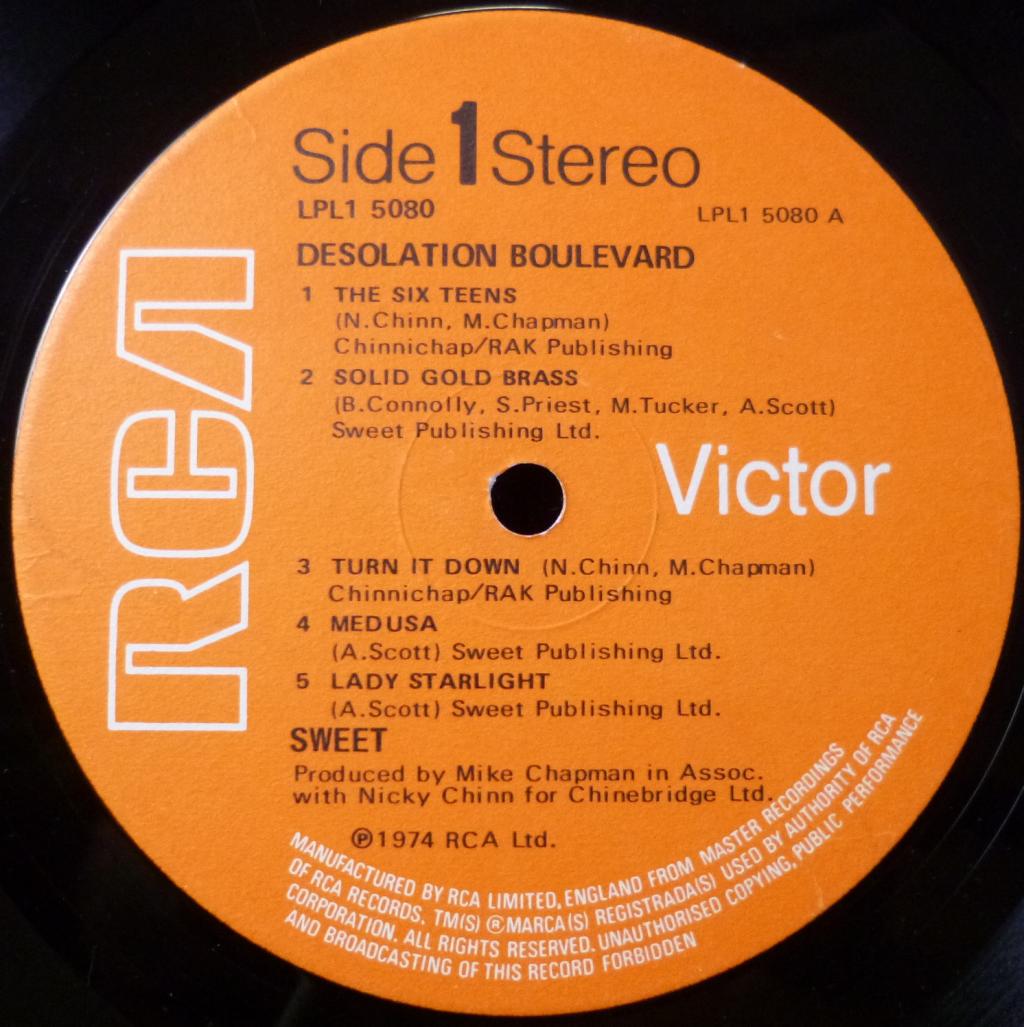 Side 1 Stereo
LPL1 5080
LPL1 5080 A
DESOLATION BOULEVARD
1 THE SIX TEENS
(N.Chinn, M.Chapman)
Chinnichap/RAK Publishing
2 SOLID GOLD BRASS
(B.Connolly, S.Priest, M.Tucker, A.Scott)
Sweet Publishing Ltd.
RCA
Victor
3 TURN IT DOWN (N.Chinn, M.Chapman)
Chinnichap/RAK Publishing
4 MEDUSA
(A.Scott) Sweet Publishing Ltd.
5 LADY STARLIGHT
(A.Scott) Sweet Publishing Ltd.
SWEET
Produced by Mike Chapman in Assoc.
with Nicky Chinn for Chinebridge Ltd.
℗1974 RCA Ltd.
MANUFACTURED BY RCA LIMITED, ENGLAND FROM MASTER RECORDINGS
OF RCA RECORDS. TM(S) ® MARCA(S) REGISTRADA(S) USED BY AUTHORITY OF RCA
CORPORATION. ALL RIGHTS RESERVED. UNAUTHORISED COPYING, PUBLIC PERFORMANCE
AND BROADCASTING OF THIS RECORD FORBIDDEN